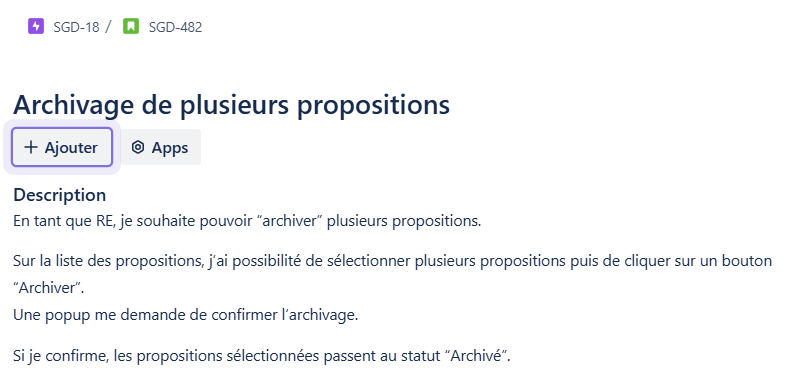 SGD-18 / SGD-482
Archivage de plusieurs propositions
+ Ajouter Apps
Description
En tant que RE, je souhaite pouvoir “archiver” plusieurs propositions.
Sur la liste des propositions, j’ai possibilité de sélectionner plusieurs propositions puis de cliquer sur un bouton
“Archiver”.
Une popup me demande de confirmer l’archivage.
Si je confirme, les propositions sélectionnées passent au statut “Archivé”.